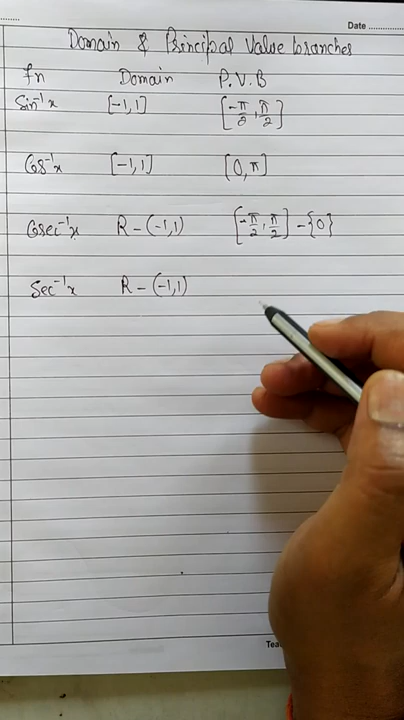 Date ..............
Domain & Principal Value branches
fn Domain P.V.B
Sin⁻¹x [-1,1] [-π/2, π/2]
Cos⁻¹x [-1,1] [0,π]
Cosec⁻¹x R - (-1,1) [-π/2, π/2] - {0}
Sec⁻¹x R - (-1,1)
Tea